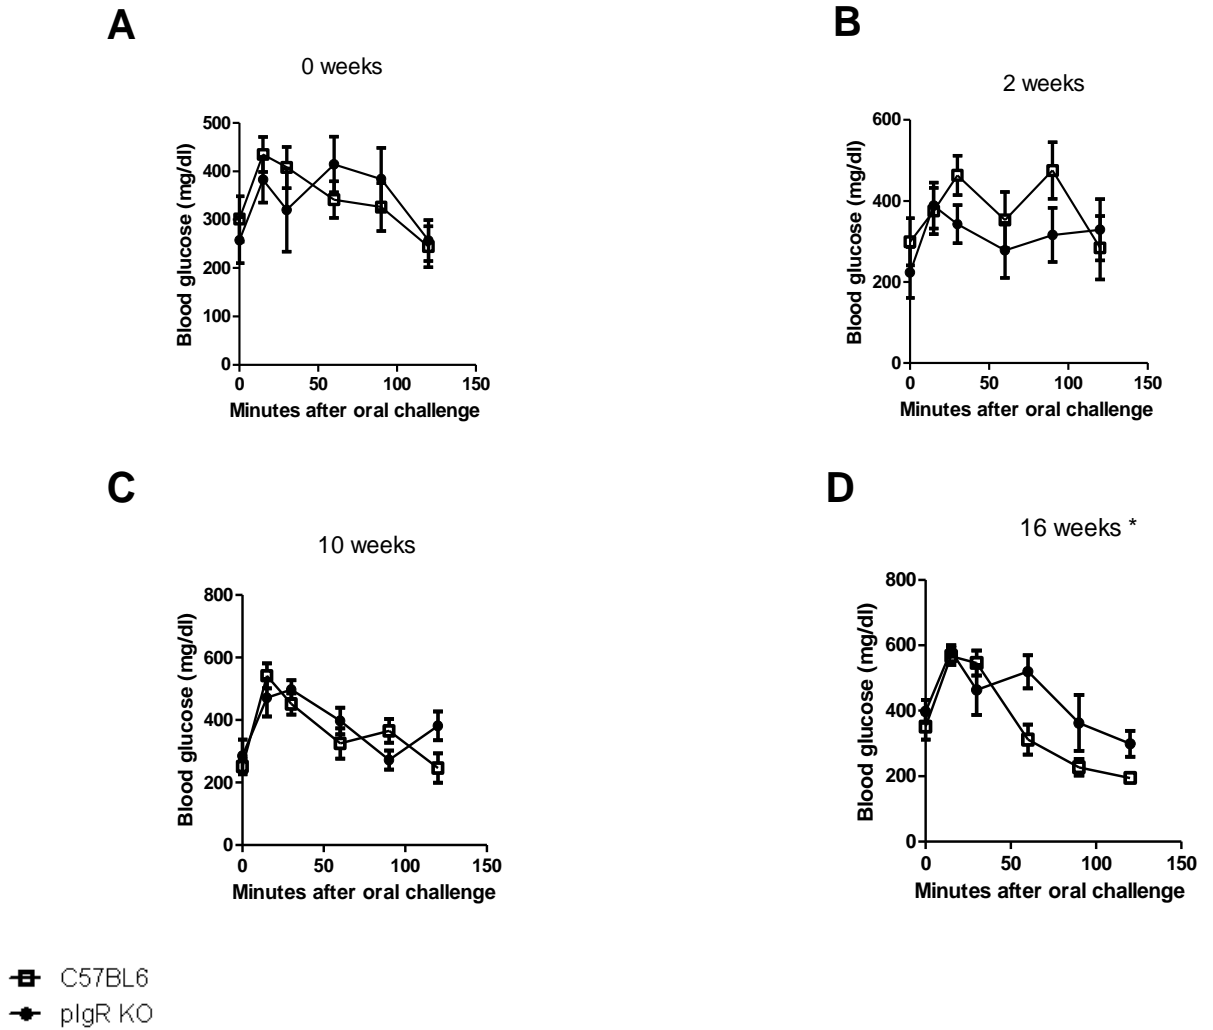 A
0 weeks
500
400
300
200
100
0
Blood glucose (mg/dl)
0 50 100 150
Minutes after oral challenge
B
2 weeks
600
400
200
0
Blood glucose (mg/dl)
0 50 100 150
Minutes after oral challenge
C
10 weeks
800
600
400
200
0
Blood glucose (mg/dl)
0 50 100 150
Minutes after oral challenge
D
16 weeks *
800
600
400
200
0
Blood glucose (mg/dl)
0 50 100 150
Minutes after oral challenge
C57BL6
pIgR KO